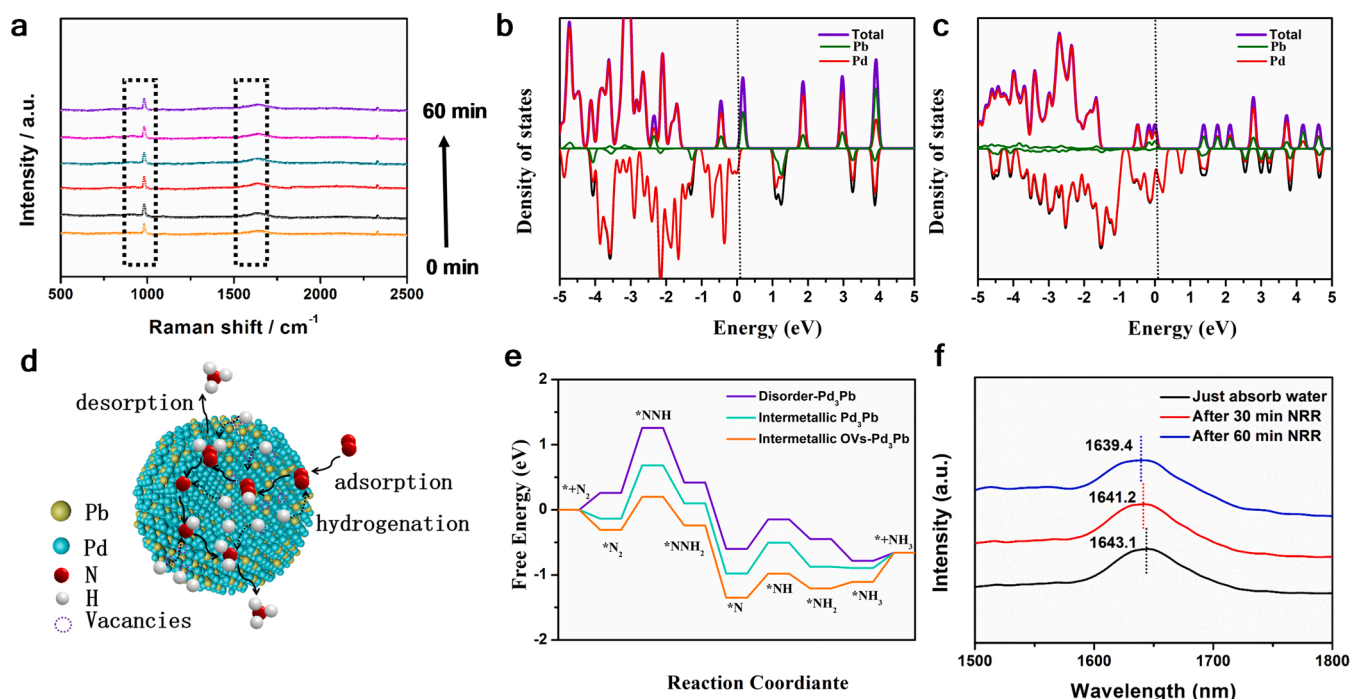 a
Intensity / a.u.
60 min
0 min
500 1000 1500 2000 2500
Raman shift / cm⁻¹
b
Density of states
Total
Pb
Pd
-5 -4 -3 -2 -1 0 1 2 3 4 5
Energy (eV)
c
Density of states
Total
Pb
Pd
-5 -4 -3 -2 -1 0 1 2 3 4 5
Energy (eV)
d
desorption
adsorption
hydrogenation
Pb
Pd
N
H
Vacancies
e
Free Energy (eV)
2
1
0
-1
-2
Disorder-Pd₃Pb
Intermetallic Pd₃Pb
Intermetallic OVs-Pd₃Pb
*+N₂
*N₂
*NNH
*NNH₂
*N
*NH
*NH₂
*NH₃
*+NH₃
Reaction Coordiante
f
Intensity (a.u.)
Just absorb water
After 30 min NRR
After 60 min NRR
1639.4
1641.2
1643.1
1500 1600 1700 1800
Wavelength (nm)